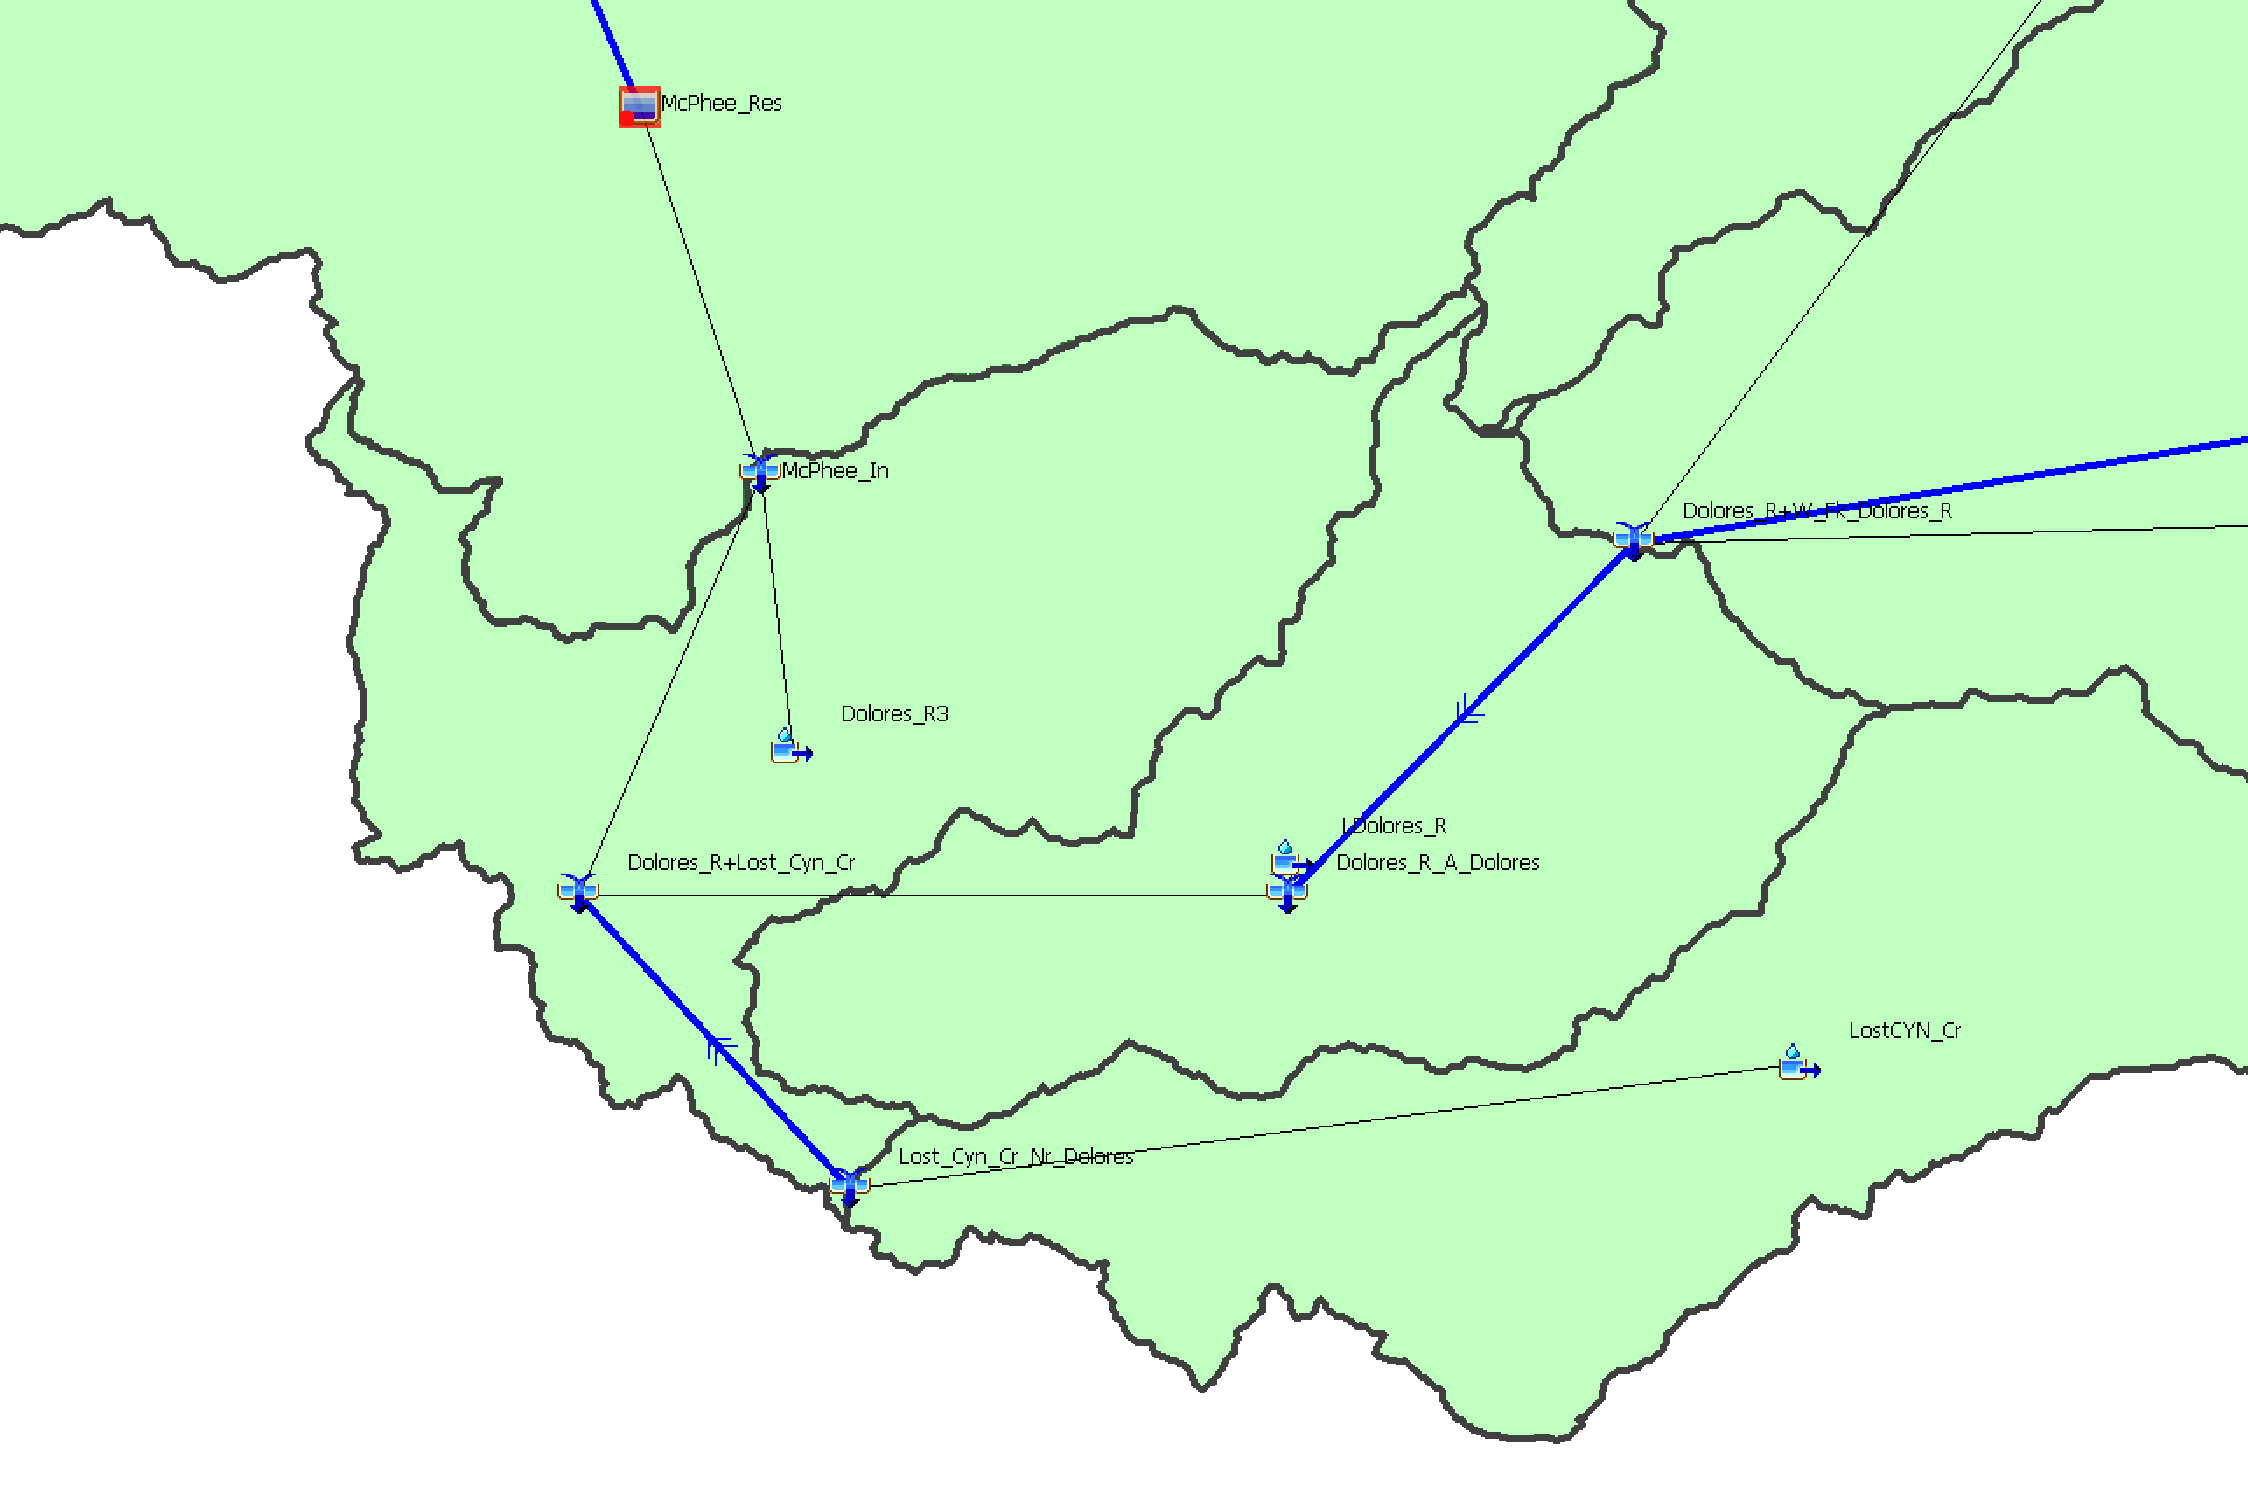 McPhee_Res
McPhee_In
Dolores_R+W_Fk_Dolores_R
Dolores_R3
LDolores_R
Dolores_R+Lost_Cyn_Cr
Dolores_R_A_Dolores
LostCYN_Cr
Lost_Cyn_Cr_Nr_Dolores